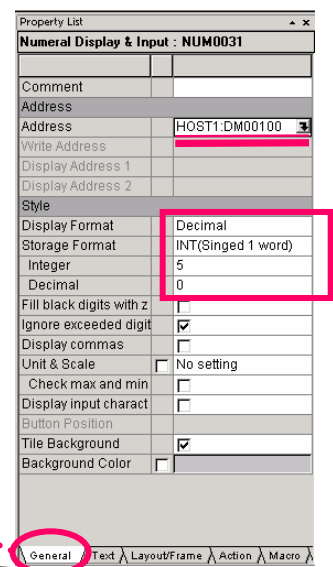 Property List
Numeral Display & Input : NUM0031
Comment
Address
Address HOST1:DM00100
Write Address
Display Address 1
Display Address 2
Style
Display Format Decimal
Storage Format INT(Singed 1 word)
Integer 5
Decimal 0
Fill black digits with z
Ignore exceeded digit
Display commas
Unit & Scale No setting
Check max and min
Display input charact
Button Position
Tile Background
Background Color
General Text Layout/Frame Action Macro